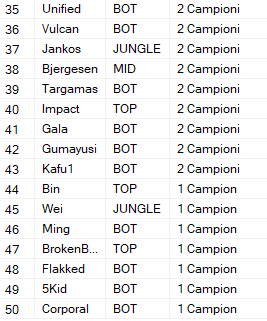 35 Unified BOT 2 Campioni
36 Vulcan BOT 2 Campioni
37 Jankos JUNGLE 2 Campioni
38 Bjergesen MID 2 Campioni
39 Targamas BOT 2 Campioni
40 Impact TOP 2 Campioni
41 Gala BOT 2 Campioni
42 Gumayusi BOT 2 Campioni
43 Kafu1 BOT 2 Campioni
44 Bin TOP 1 Campion
45 Wei JUNGLE 1 Campion
46 Ming BOT 1 Campion
47 BrokenB... TOP 1 Campion
48 Flakked BOT 1 Campion
49 5Kid BOT 1 Campion
50 Corporal BOT 1 Campion